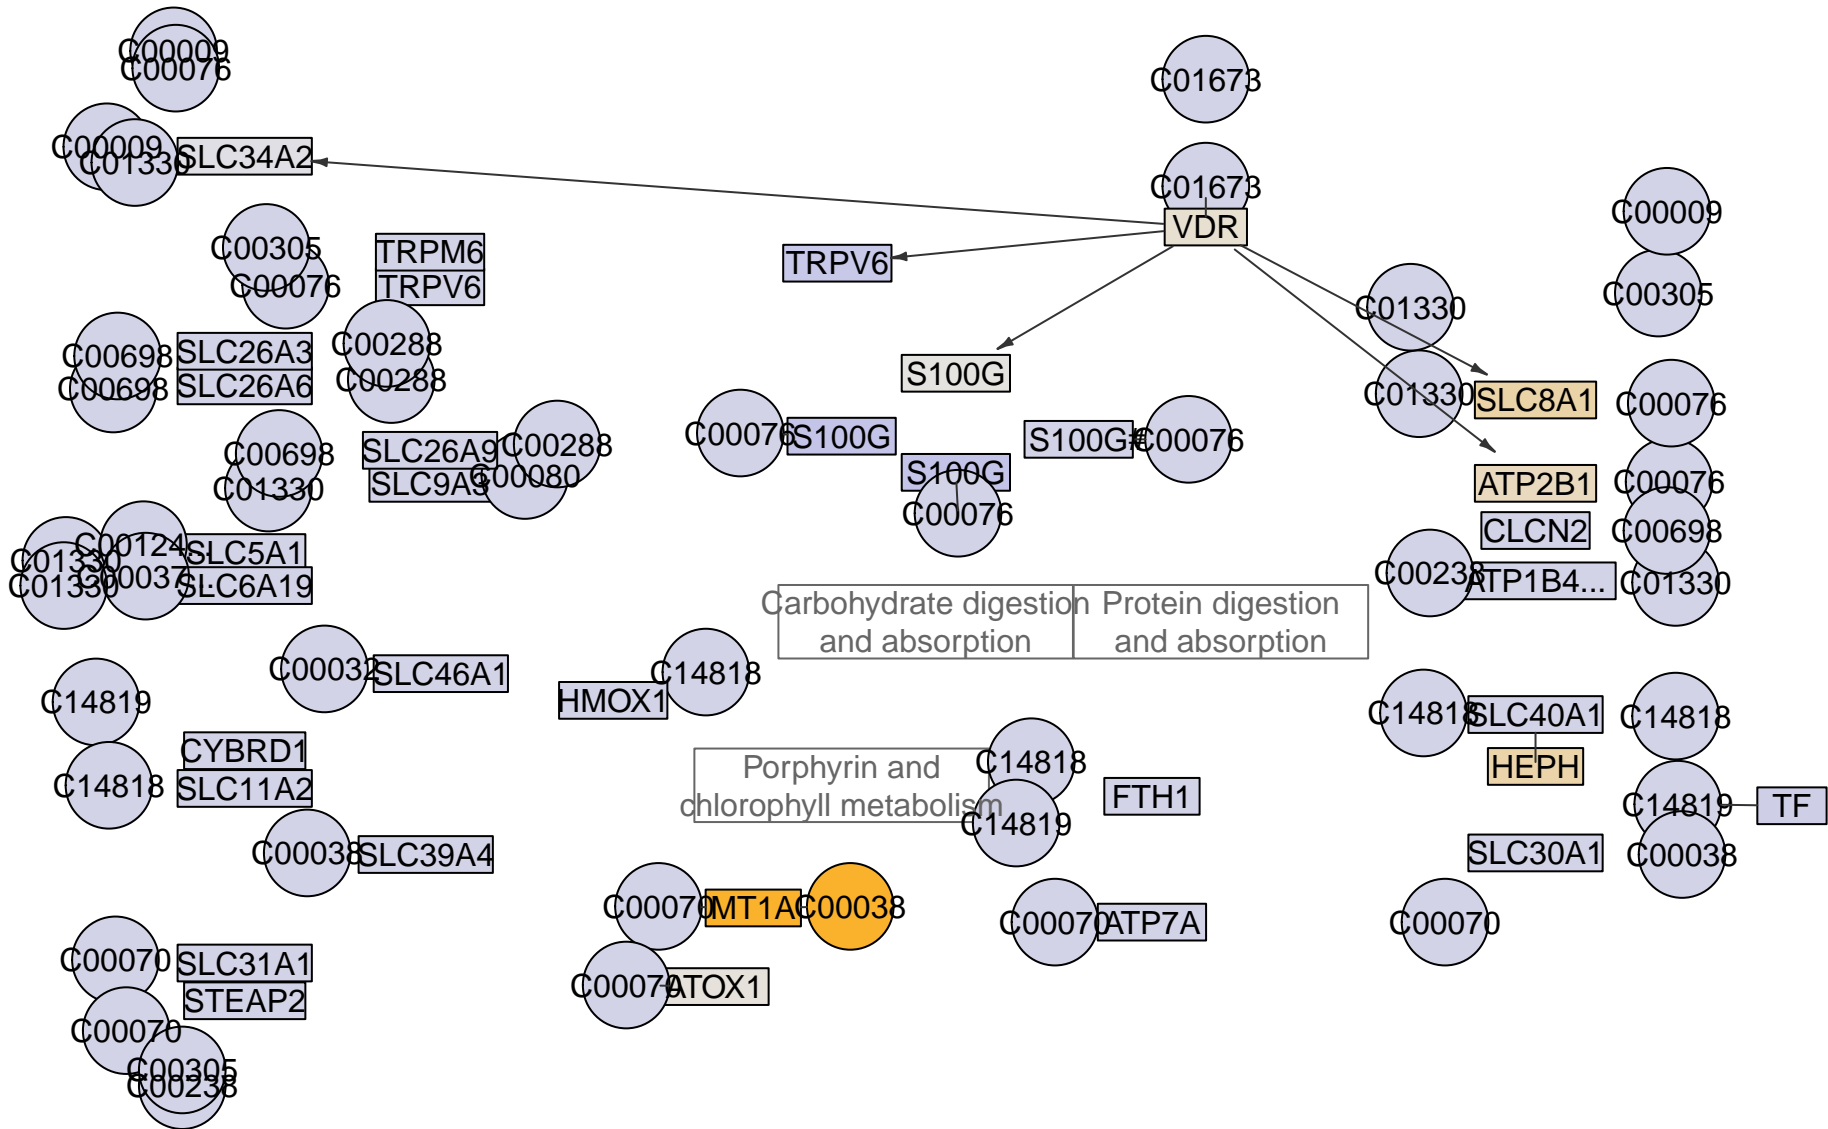 C00009
C00076
C01673
C00009
C01330
SLC34A2
C01673
VDR
C00009
C00305
C00076
TRPM6
TRPV6
TRPV6
C01330
C00305
C00698
C00698
SLC26A3
SLC26A6
C00288
C00288
S100G
C01330
SLC8A1
C00076
C00698
C01330
SLC26A9
SLC9A3
C00288
C00080
C00076
S100G
S100G
C00076
S100G#
C00076
ATP2B1
C00076
CLCN2
C00698
C01330
C01330
C00124...
C00037...
SLC5A1
SLC6A19
C00238
ATP1B4...
C01330
Carbohydrate digestion
and absorption
Protein digestion
and absorption
C00032
SLC46A1
HMOX1
C14818
C14819
C14818
SLC40A1
C14818
CYBRD1
C14818
SLC11A2
Porphyrin and
chlorophyll metabolism
C14818
C14819
FTH1
HEPH
C14819
TF
C00038
SLC39A4
SLC30A1
C00038
C00070
MT1A
C00038
C00070
ATP7A
C00070
C00070
SLC31A1
STEAP2
C00070
ATOX1
C00070
C00305
C00238